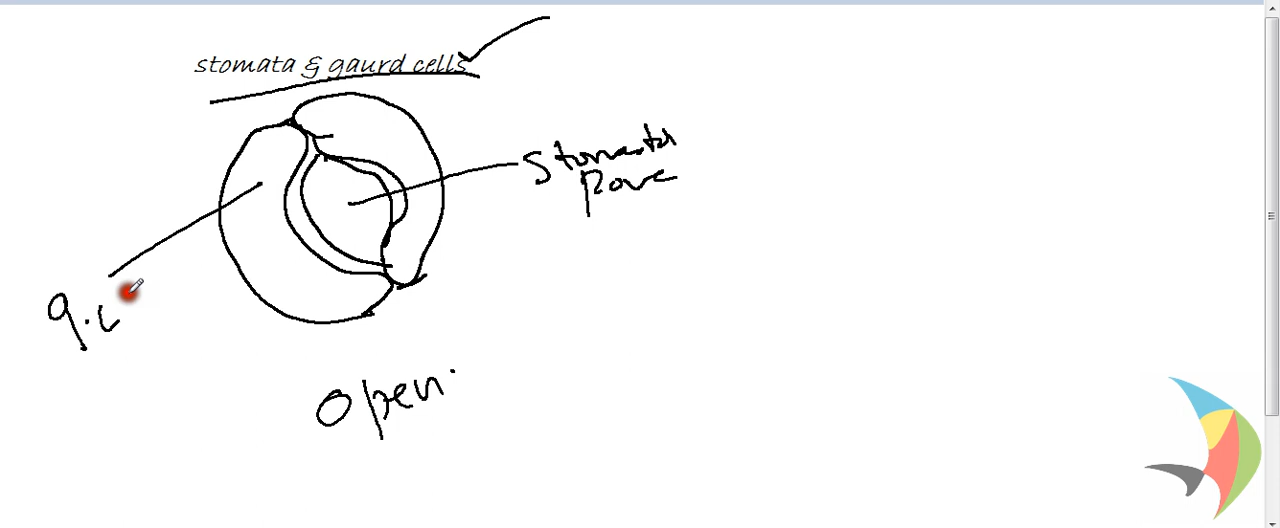 stomata & gaurd cells
Stomatal
Pore
g.c
open.